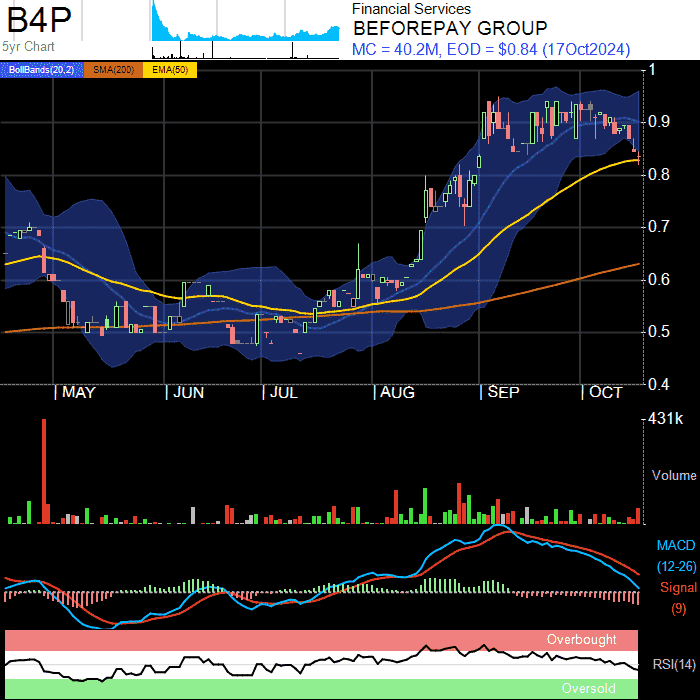 B4P
5yr Chart
Financial Services
BEFOREPAY GROUP
MC = 40.2M, EOD = $0.84 (17Oct2024)
BollBands(20,2) SMA(200) EMA(50)
1
0.9
0.8
0.7
0.6
0.5
0.4
MAY JUN JUL AUG SEP OCT
431k
Volume
MACD
(12-26)
Signal
(9)
Overbought
RSI(14)
Oversold